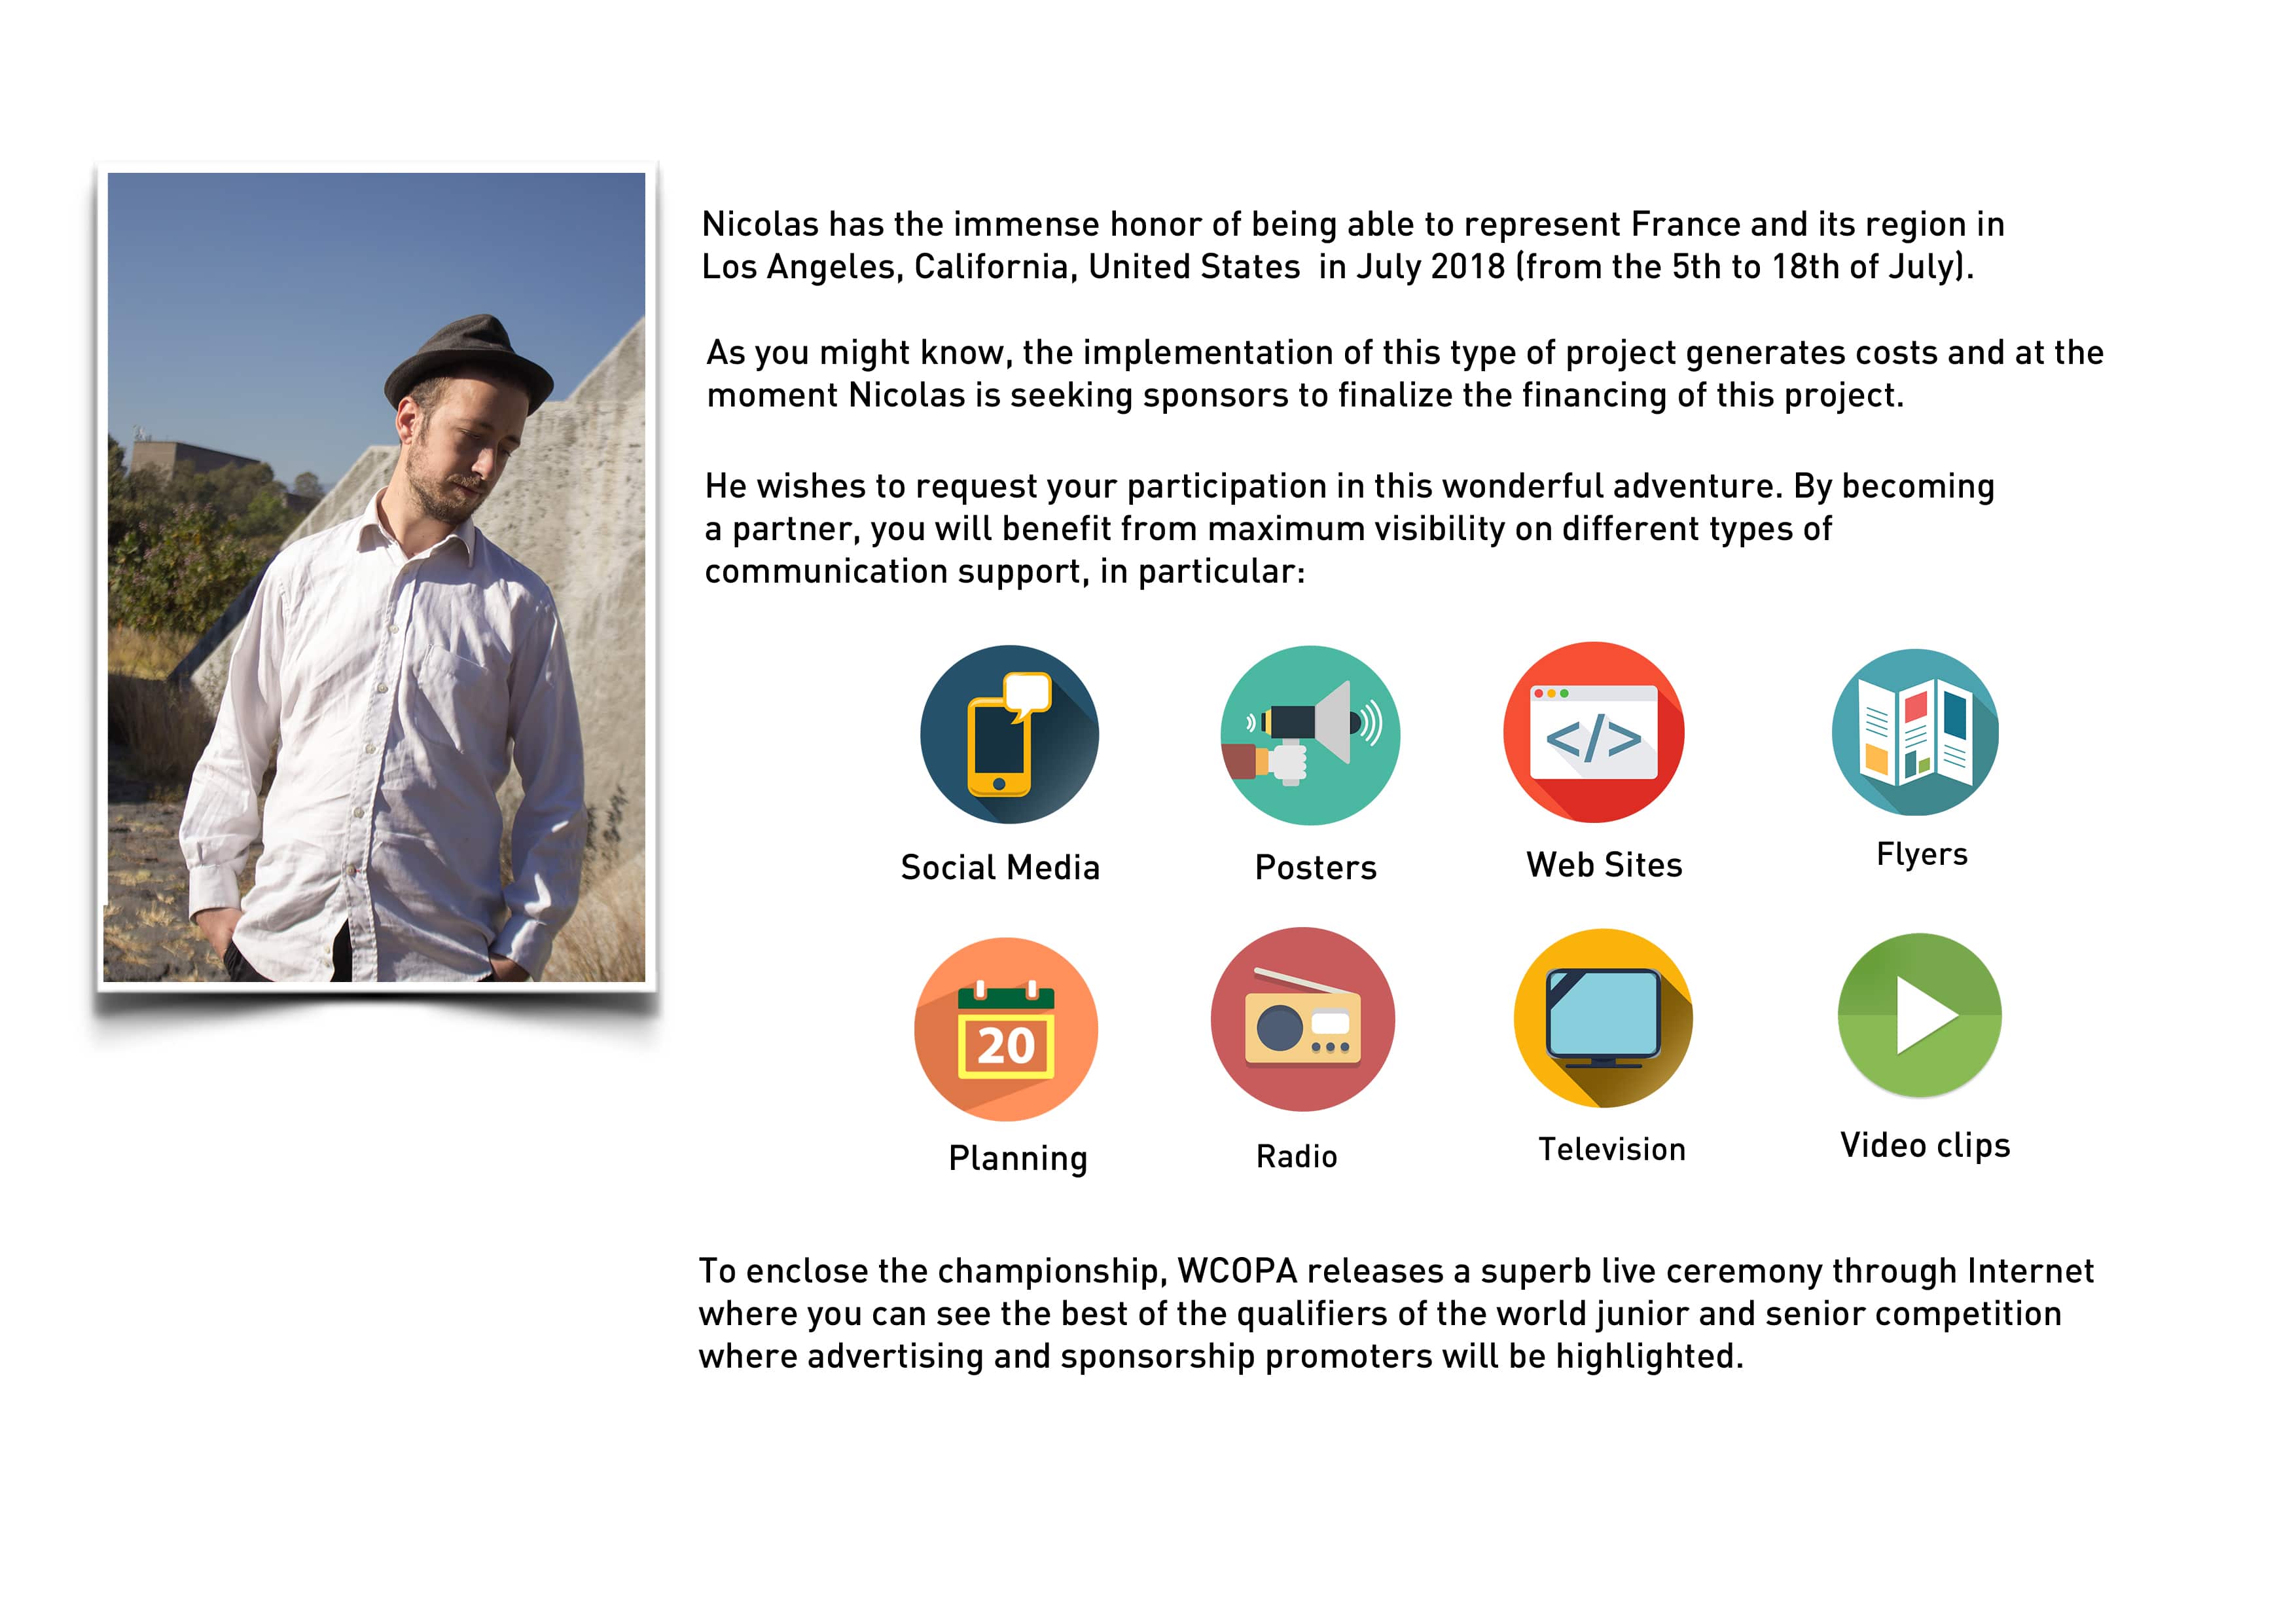 Nicolas has the immense honor of being able to represent France and its region in
Los Angeles, California, United States in July 2018 (from the 5th to 18th of July).
As you might know, the implementation of this type of project generates costs and at the
moment Nicolas is seeking sponsors to finalize the financing of this project.
He wishes to request your participation in this wonderful adventure. By becoming
a partner, you will benefit from maximum visibility on different types of
communication support, in particular:
</>
Social Media
Posters
Web Sites
Flyers
20
Planning
Radio
Television
Video clips
To enclose the championship, WCOPA releases a superb live ceremony through Internet
where you can see the best of the qualifiers of the world junior and senior competition
where advertising and sponsorship promoters will be highlighted.